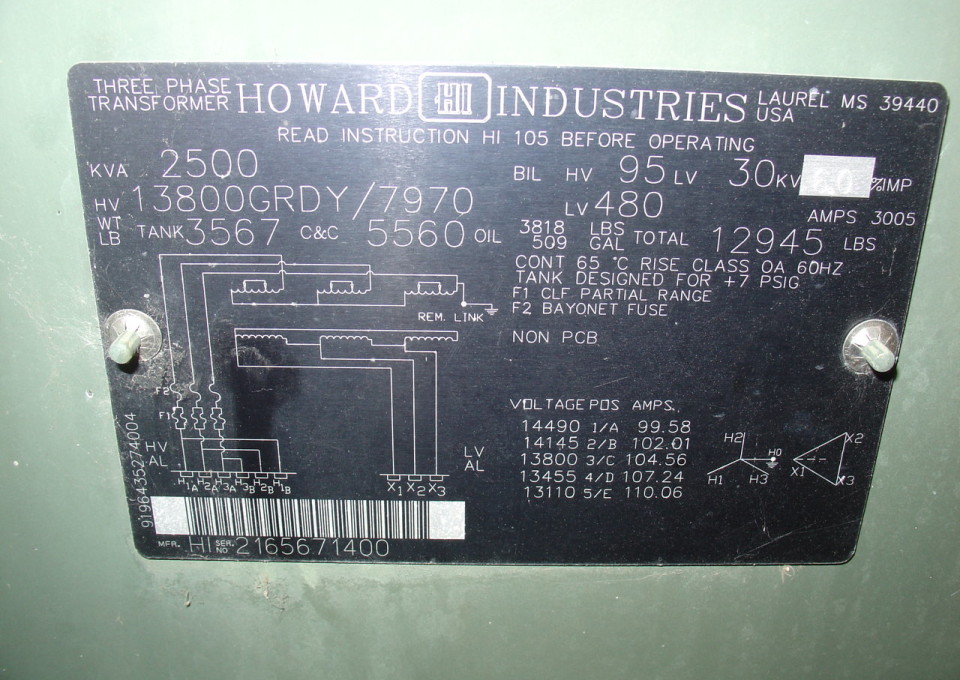 THREE PHASE TRANSFORMER HOWARD HI INDUSTRIES LAUREL MS 39440 USA
READ INSTRUCTION HI 105 BEFORE OPERATING
KVA 2500 BIL HV 95 LV 30 KV %IMP
HV 13800GRDY/7970 LV 480 AMPS 3005
WT LB TANK 3567 C&C 5560 OIL 3818 LBS 509 GAL TOTAL 12945 LBS
CONT 65 °C RISE CLASS OA 60HZ
TANK DESIGNED FOR +7 PSIG
F1 CLF PARTIAL RANGE
F2 BAYONET FUSE
REM. LINK
NON PCB
F2
F1
HV AL
LV AL
H1A H2A H3A H3B H2B H1B
X1 X2 X3
VOLTAGE POS AMPS.
14490 1/A 99.58
14145 2/B 102.01
13800 3/C 104.56
13455 4/D 107.24
13110 5/E 110.06
H2 H0 H1 H3
X2 X1 X3
9196435274004
MFR. HI SER. NO 2165671400